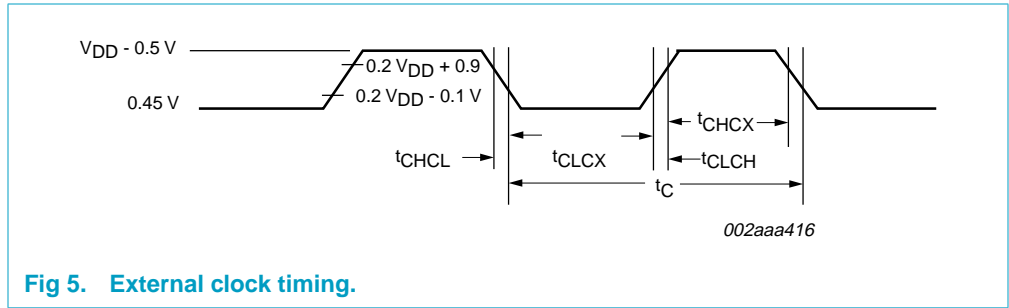 VDD - 0.5 V
0.2 VDD + 0.9
0.2 VDD - 0.1 V
0.45 V
tCHCX
tCHCL
tCLCX
tCLCH
tC
002aaa416
Fig 5. External clock timing.